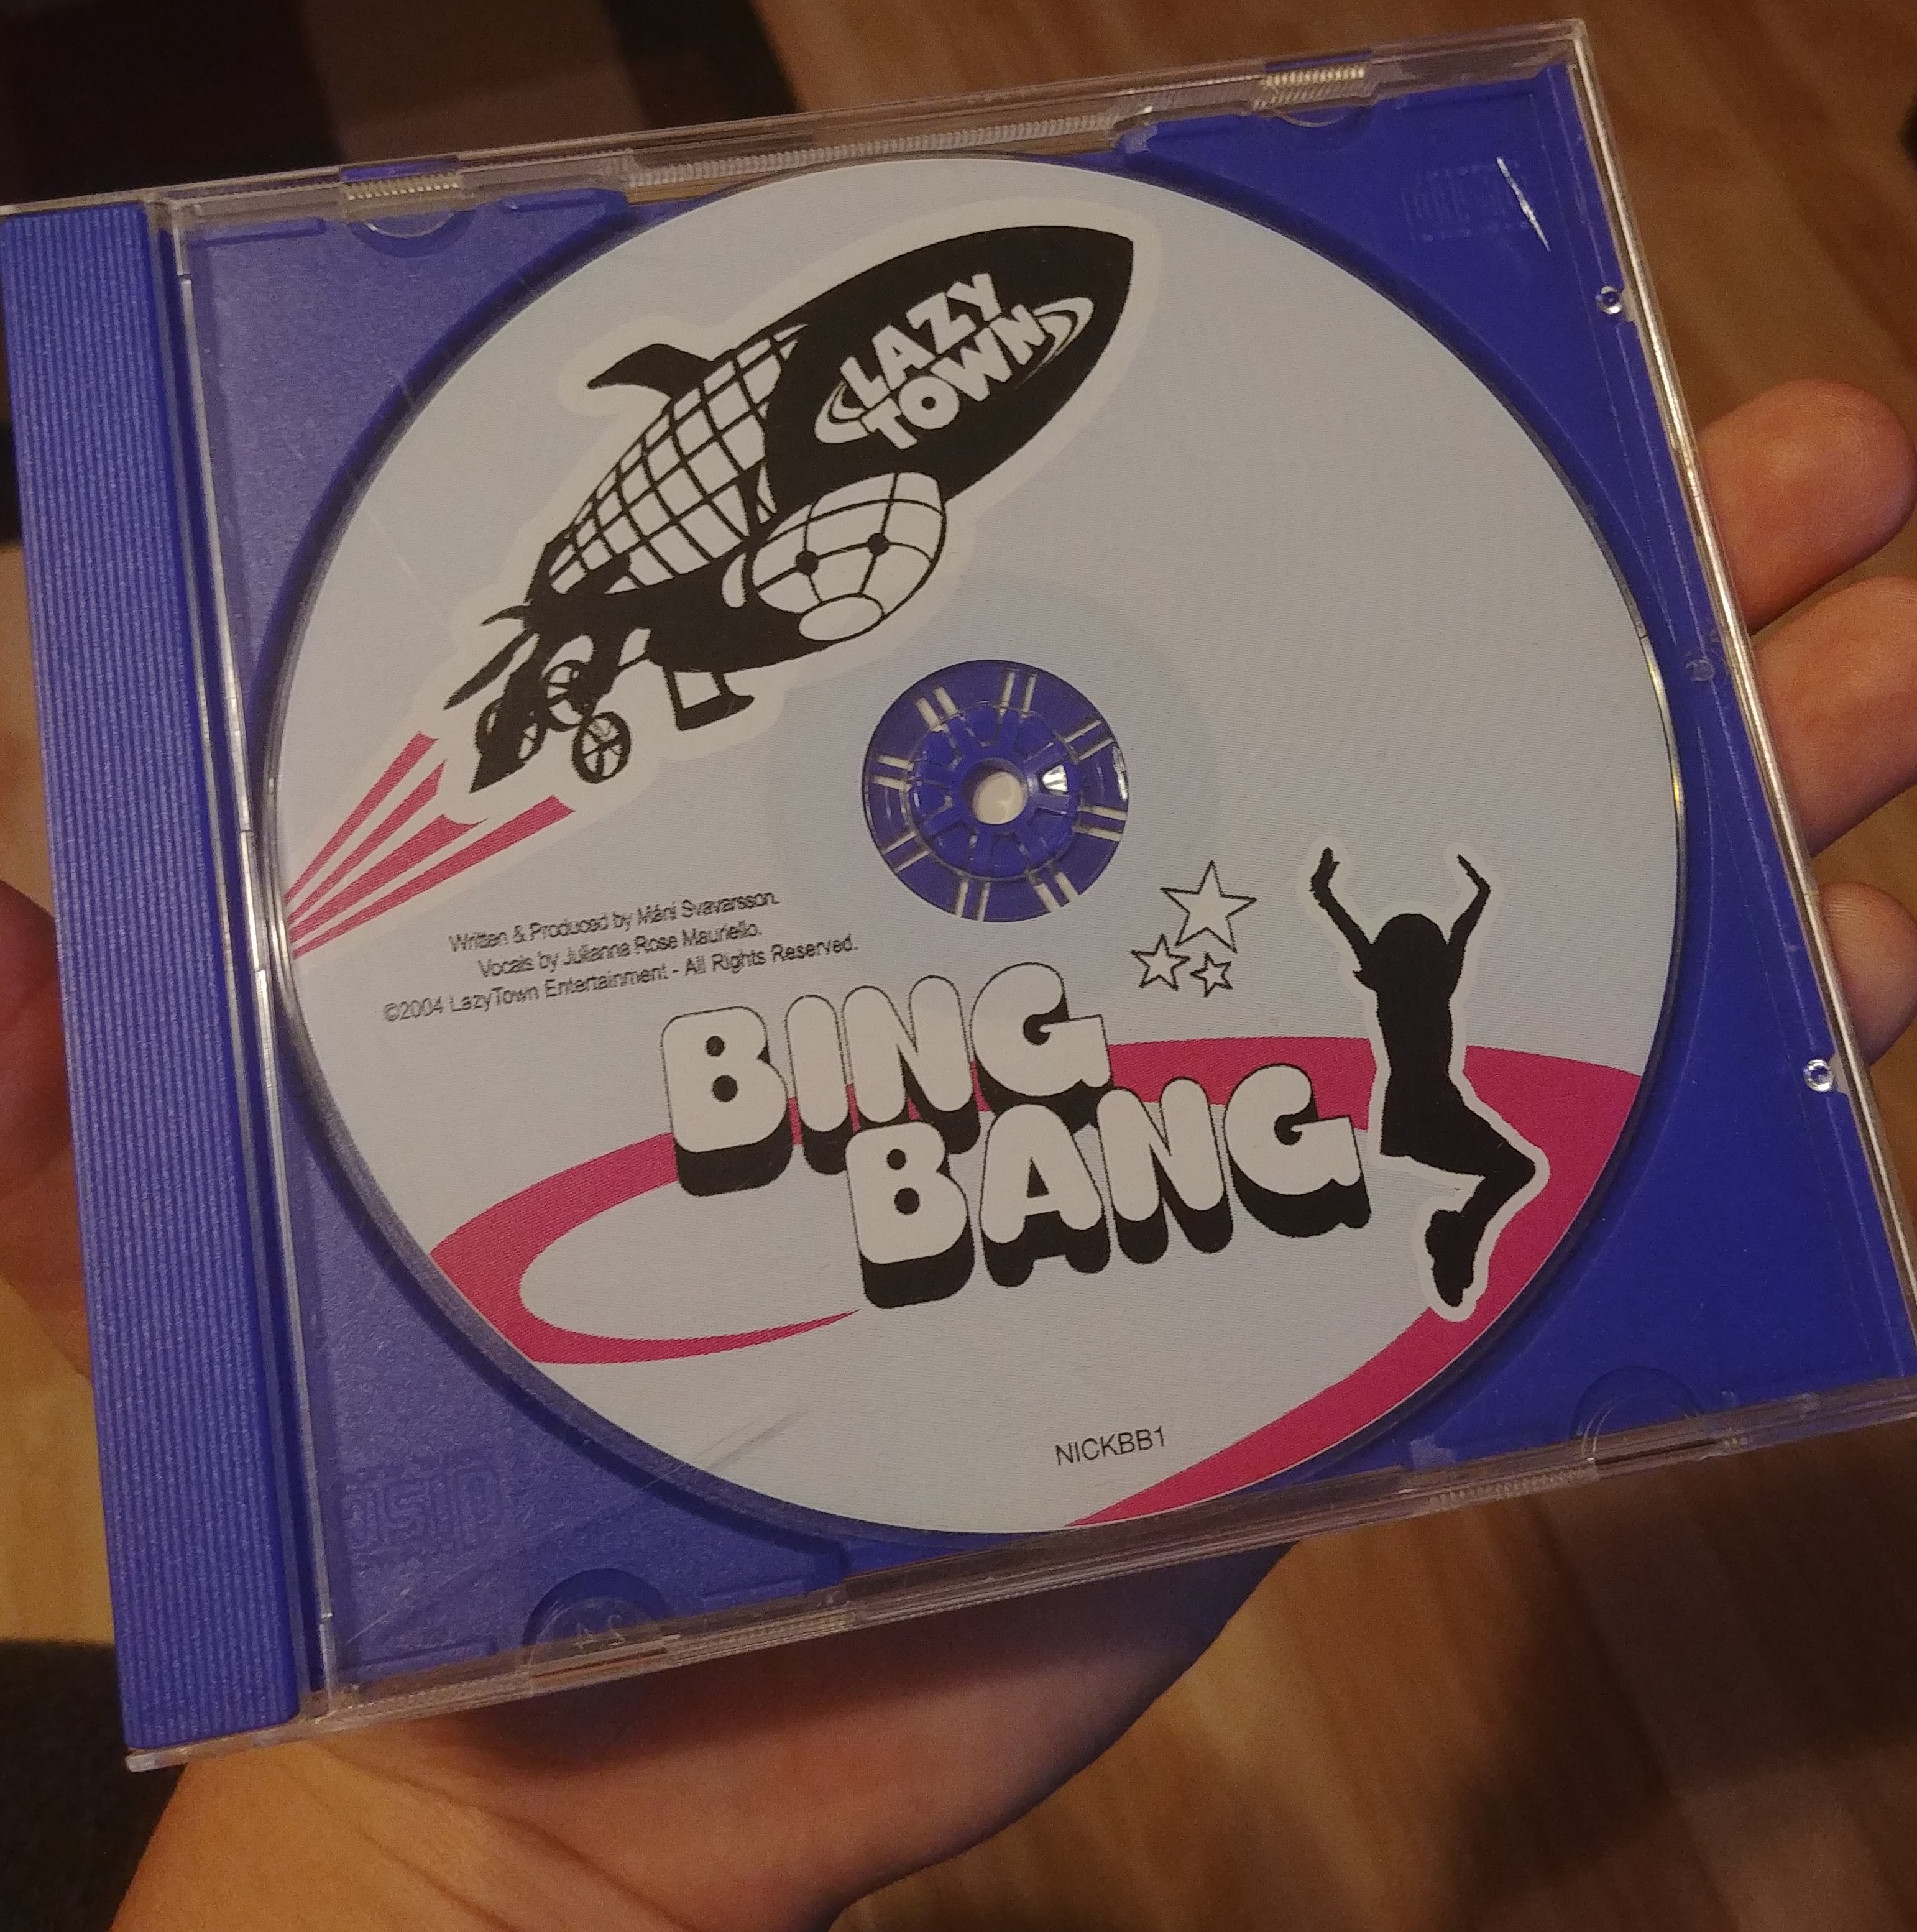 LAZY
TOWN
Written & Produced by Máni Svavarsson.
Vocals by Julianna Rose Mauriello.
©2004 LazyTown Entertainment - All Rights Reserved.
BING
BANG
NICKBB1